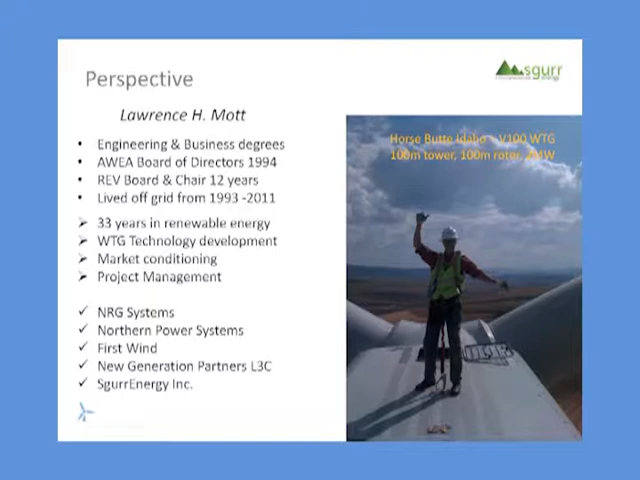 Perspective
sgurr
energy
Lawrence H. Mott
• Engineering & Business degrees
• AWEA Board of Directors 1994
• REV Board & Chair 12 years
• Lived off grid from 1993 -2011
➢ 33 years in renewable energy
➢ WTG Technology development
➢ Market conditioning
➢ Project Management
✓ NRG Systems
✓ Northern Power Systems
✓ First Wind
✓ New Generation Partners L3C
✓ SgurrEnergy Inc.
Horse Butte Idaho - V100 WTG
100m tower, 100m rotor, 2MW